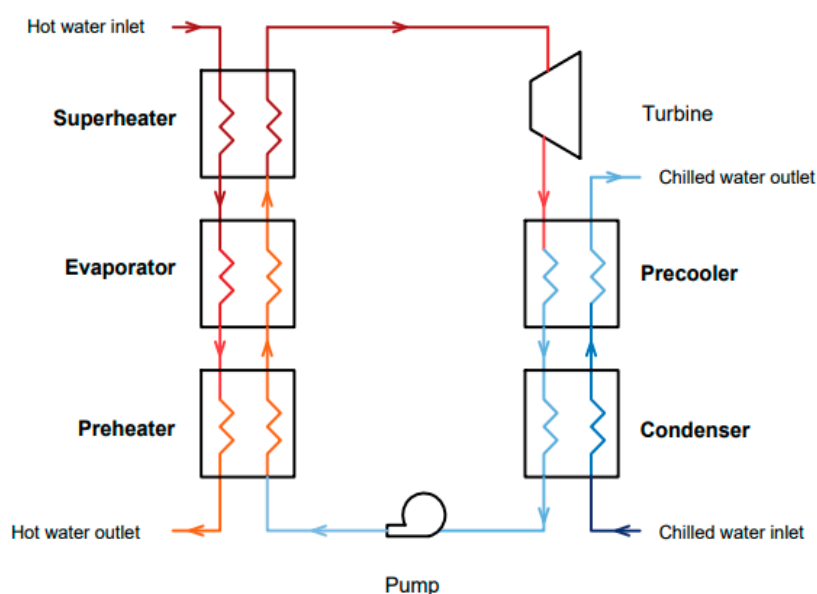 Hot water inlet
Superheater
Turbine
Chilled water outlet
Evaporator
Precooler
Preheater
Condenser
Hot water outlet
Chilled water inlet
Pump